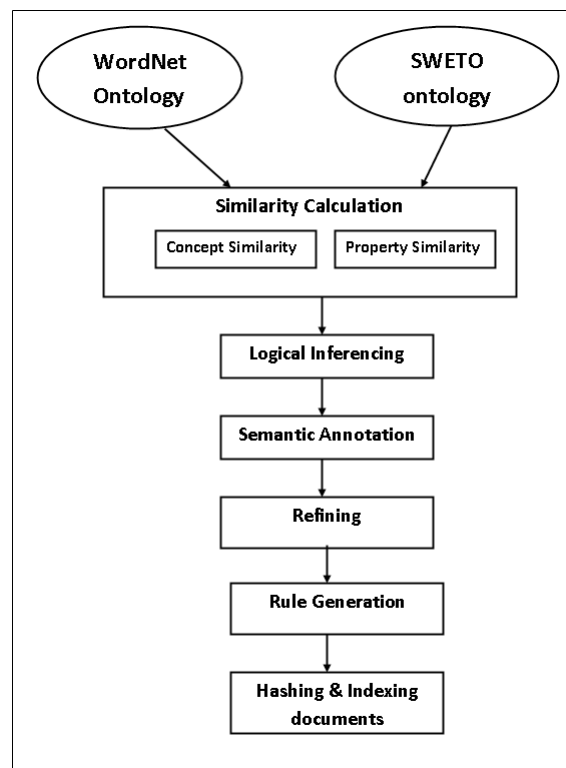 WordNet
Ontology
SWETO
ontology
Similarity Calculation
Concept Similarity
Property Similarity
Logical Inferencing
Semantic Annotation
Refining
Rule Generation
Hashing & Indexing
documents